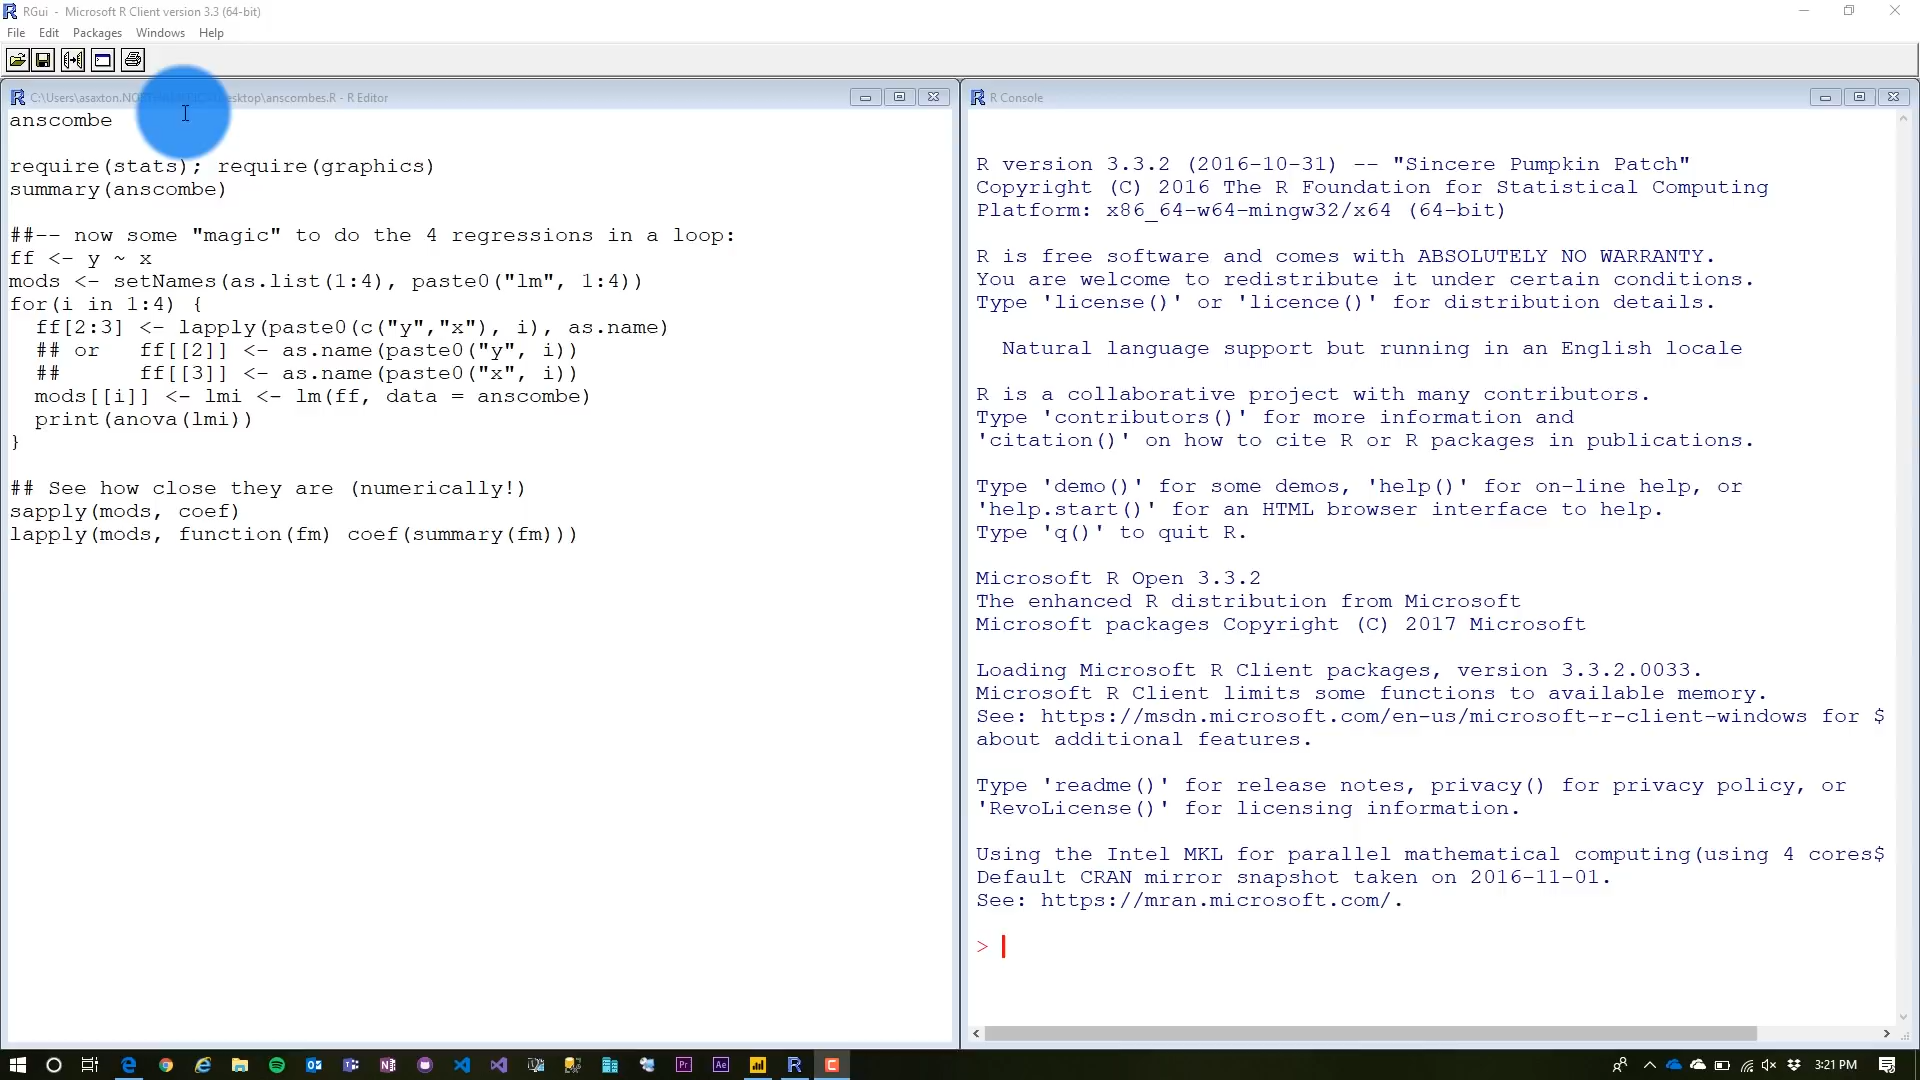 RGui - Microsoft R Client version 3.3 (64-bit)
File Edit Packages Windows Help
C:\Users\asaxton.NO
sktop\anscombes.R - R Editor
anscombe
require(stats); require(graphics)
summary(anscombe)
##-- now some "magic" to do the 4 regressions in a loop:
ff <- y ~ x
mods <- setNames(as.list(1:4), paste0("lm", 1:4))
for(i in 1:4) {
ff[2:3] <- lapply(paste0(c("y","x"), i), as.name)
## or ff[[2]] <- as.name(paste0("y", i))
## ff[[3]] <- as.name(paste0("x", i))
mods[[i]] <- lmi <- lm(ff, data = anscombe)
print(anova(lmi))
}
## See how close they are (numerically!)
sapply(mods, coef)
lapply(mods, function(fm) coef(summary(fm)))
R Console
R version 3.3.2 (2016-10-31) -- "Sincere Pumpkin Patch"
Copyright (C) 2016 The R Foundation for Statistical Computing
Platform: x86_64-w64-mingw32/x64 (64-bit)
R is free software and comes with ABSOLUTELY NO WARRANTY.
You are welcome to redistribute it under certain conditions.
Type 'license()' or 'licence()' for distribution details.
Natural language support but running in an English locale
R is a collaborative project with many contributors.
Type 'contributors()' for more information and
'citation()' on how to cite R or R packages in publications.
Type 'demo()' for some demos, 'help()' for on-line help, or
'help.start()' for an HTML browser interface to help.
Type 'q()' to quit R.
Microsoft R Open 3.3.2
The enhanced R distribution from Microsoft
Microsoft packages Copyright (C) 2017 Microsoft
Loading Microsoft R Client packages, version 3.3.2.0033.
Microsoft R Client limits some functions to available memory.
See: https://msdn.microsoft.com/en-us/microsoft-r-client-windows for $
about additional features.
Type 'readme()' for release notes, privacy() for privacy policy, or
'RevoLicense()' for licensing information.
Using the Intel MKL for parallel mathematical computing(using 4 cores$
Default CRAN mirror snapshot taken on 2016-11-01.
See: https://mran.microsoft.com/.
>
3:21 PM